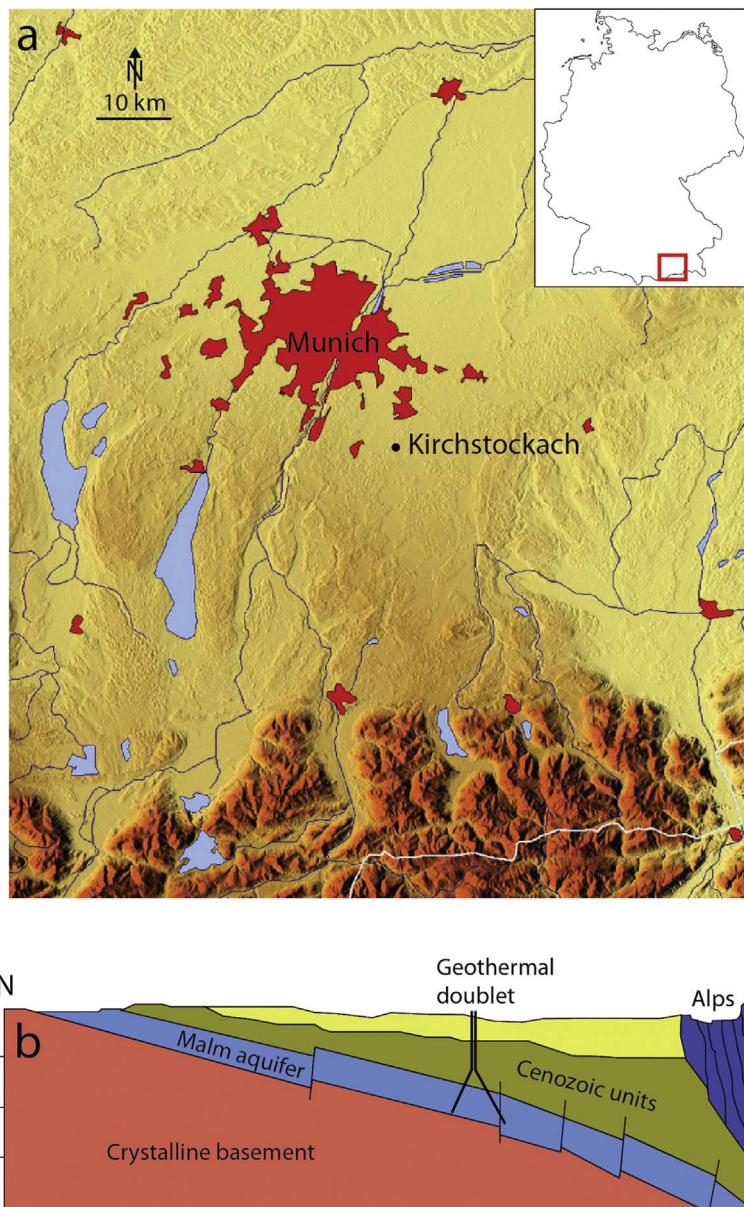 a
N
10 km
Munich
Kirchstockach
N
Geothermal
doublet
Alps
b
Malm aquifer
Cenozoic units
Crystalline basement